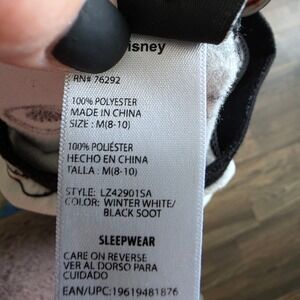 Disney
RN# 76292
100% POLYESTER
MADE IN CHINA
SIZE : M(8-10)
100% POLIÉSTER
HECHO EN CHINA
TALLA : M(8-10)
STYLE: LZ42901SA
COLOR: WINTER WHITE/
BLACK SOOT
SLEEPWEAR
CARE ON REVERSE
VER AL DORSO PARA
CUIDADO
EAN/UPC:19619481876